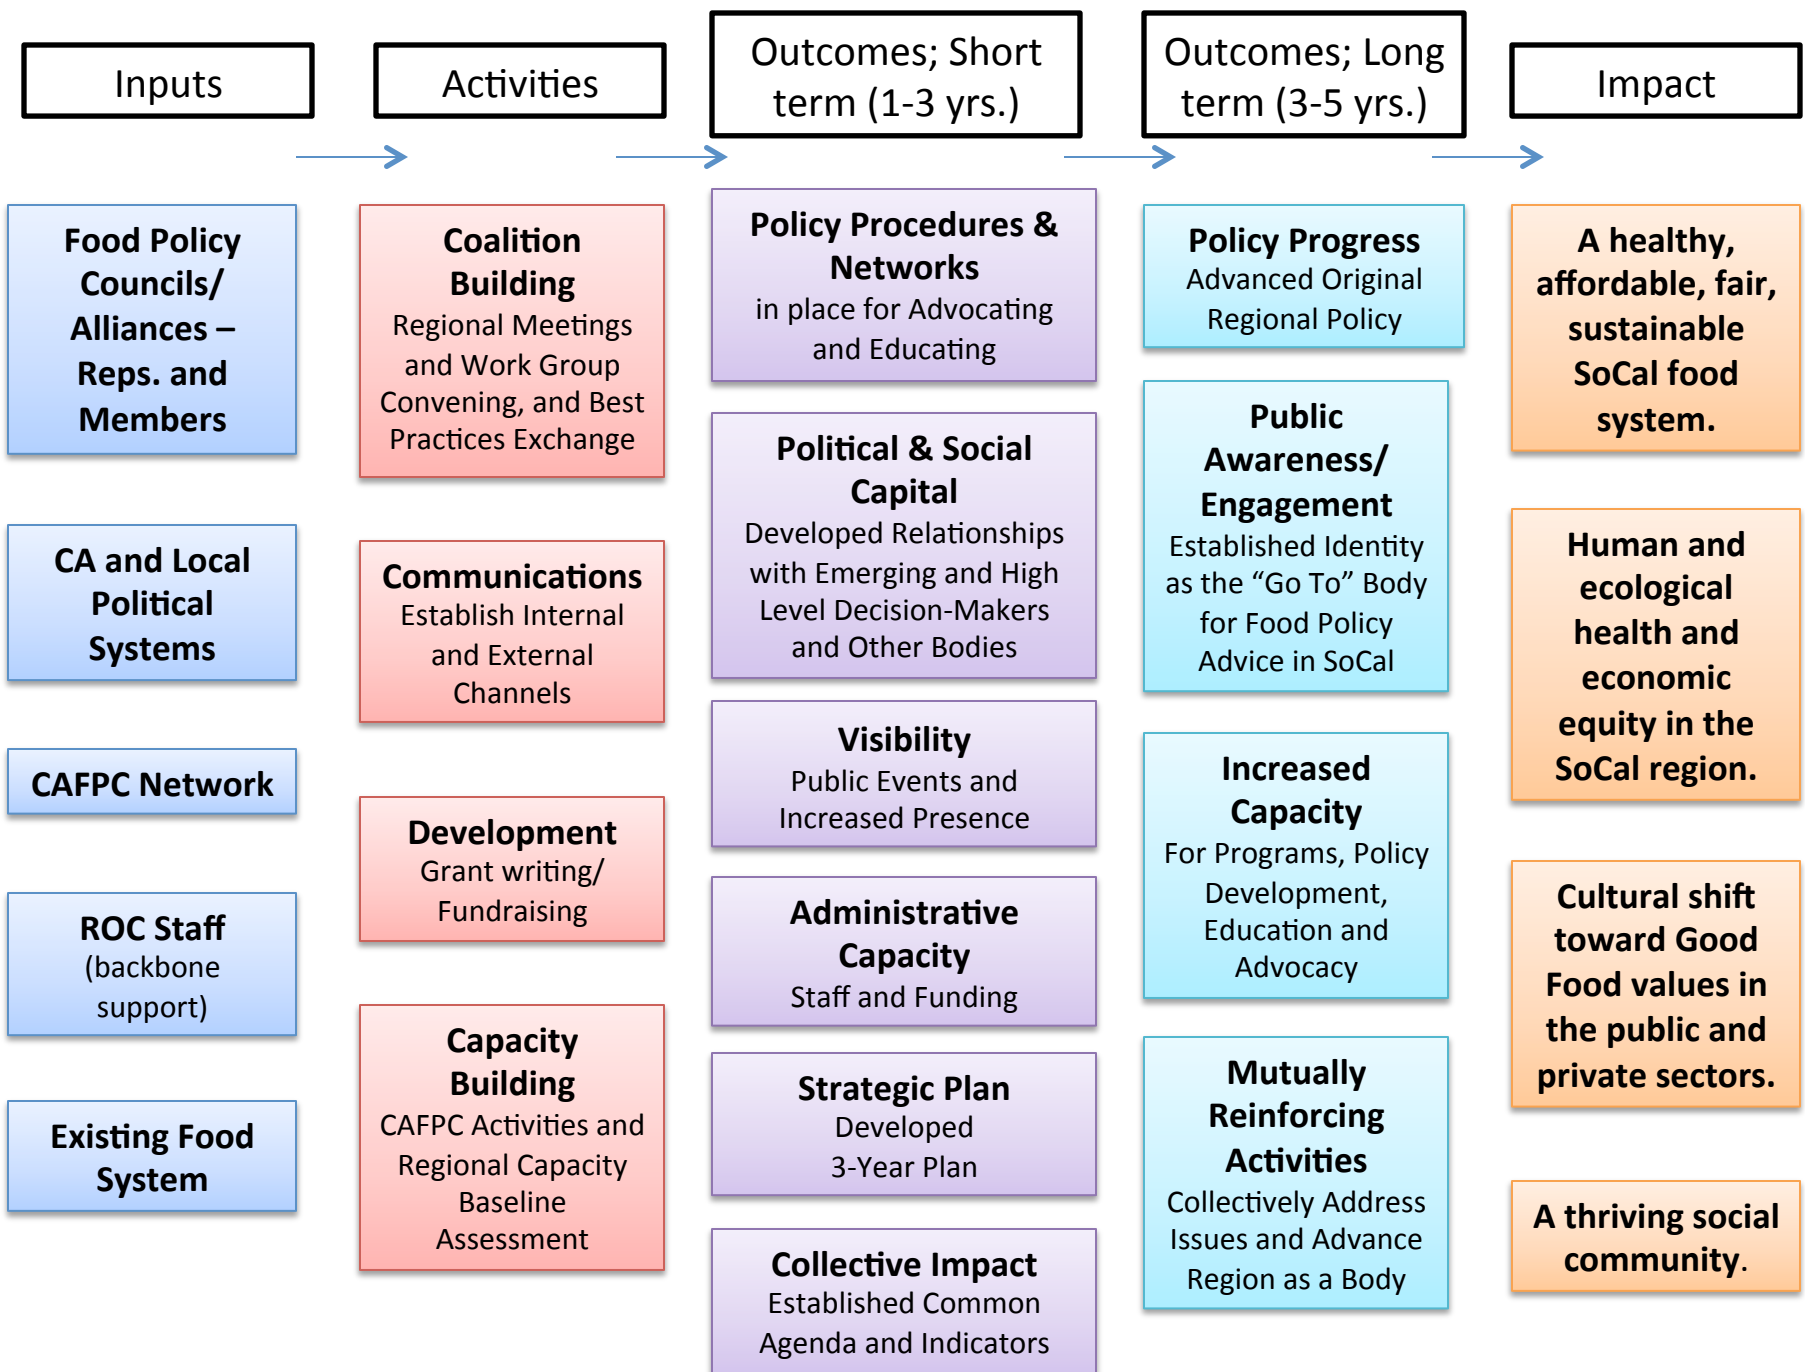 Inputs
Activities
Outcomes; Short
term (1-3 yrs.)
Outcomes; Long
term (3-5 yrs.)
Impact
Food Policy
Councils/
Alliances –
Reps. and
Members
CA and Local
Political
Systems
CAFPC Network
ROC Staff
(backbone
support)
Existing Food
System
Coalition
Building
Regional Meetings
and Work Group
Convening, and Best
Practices Exchange
Communications
Establish Internal
and External
Channels
Development
Grant writing/
Fundraising
Capacity
Building
CAFPC Activities and
Regional Capacity
Baseline
Assessment
Policy Procedures &
Networks
in place for Advocating
and Educating
Political & Social
Capital
Developed Relationships
with Emerging and High
Level Decision-Makers
and Other Bodies
Visibility
Public Events and
Increased Presence
Administrative
Capacity
Staff and Funding
Strategic Plan
Developed
3-Year Plan
Collective Impact
Established Common
Agenda and Indicators
Policy Progress
Advanced Original
Regional Policy
Public
Awareness/
Engagement
Established Identity
as the “Go To” Body
for Food Policy
Advice in SoCal
Increased
Capacity
For Programs, Policy
Development,
Education and
Advocacy
Mutually
Reinforcing
Activities
Collectively Address
Issues and Advance
Region as a Body
A healthy,
affordable, fair,
sustainable
SoCal food
system.
Human and
ecological
health and
economic
equity in the
SoCal region.
Cultural shift
toward Good
Food values in
the public and
private sectors.
A thriving social
community.